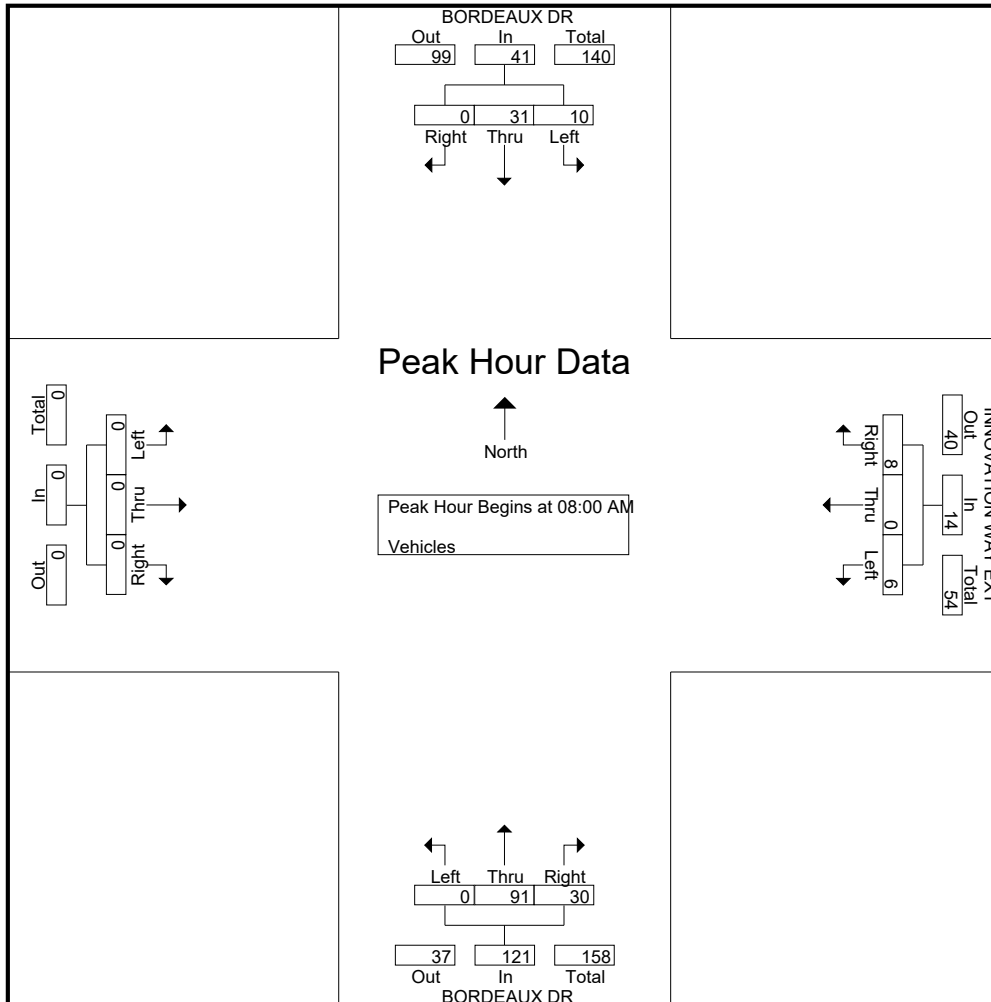 BORDEAUX DR
Out In Total
99 41 140
0 31 10
Right Thru Left
Peak Hour Data
North
Peak Hour Begins at 08:00 AM
Vehicles
Total In Out
0 0 0
0 0 0
Left Thru Right
INNOVATION WAY EXT
Out In Total
40 14 54
8 0 6
Right Thru Left
Left Thru Right
0 91 30
37 121 158
Out In Total
BORDEAUX DR